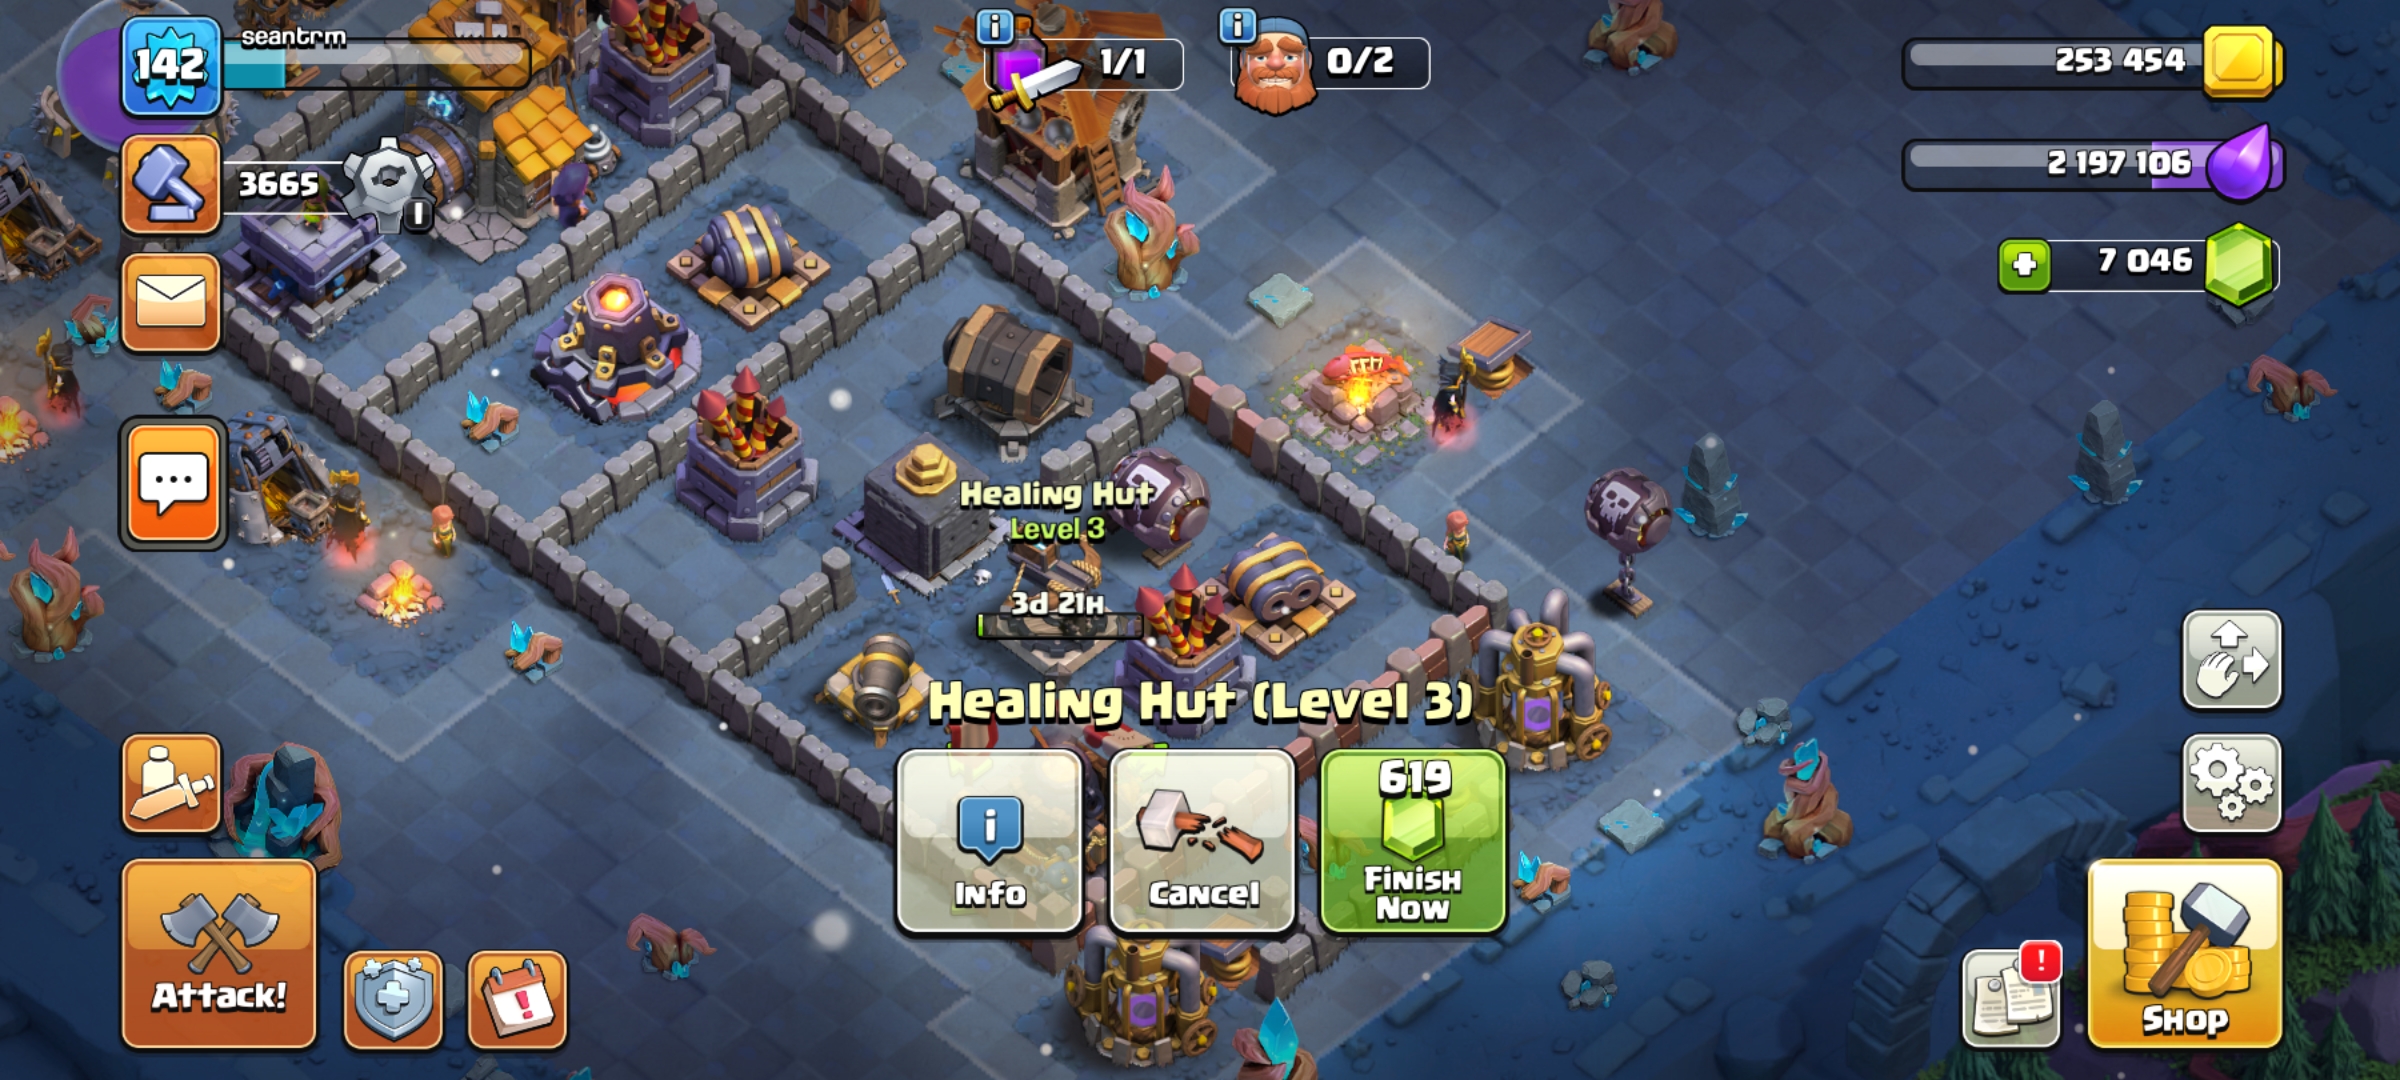 seantrm
142
1/1
0/2
253 454
3665
2 197 106
7 046
Healing Hut
Level 3
3d 21H
Healing Hut (Level 3)
619
Info
Cancel
Finish
Now
Attack!
Shop